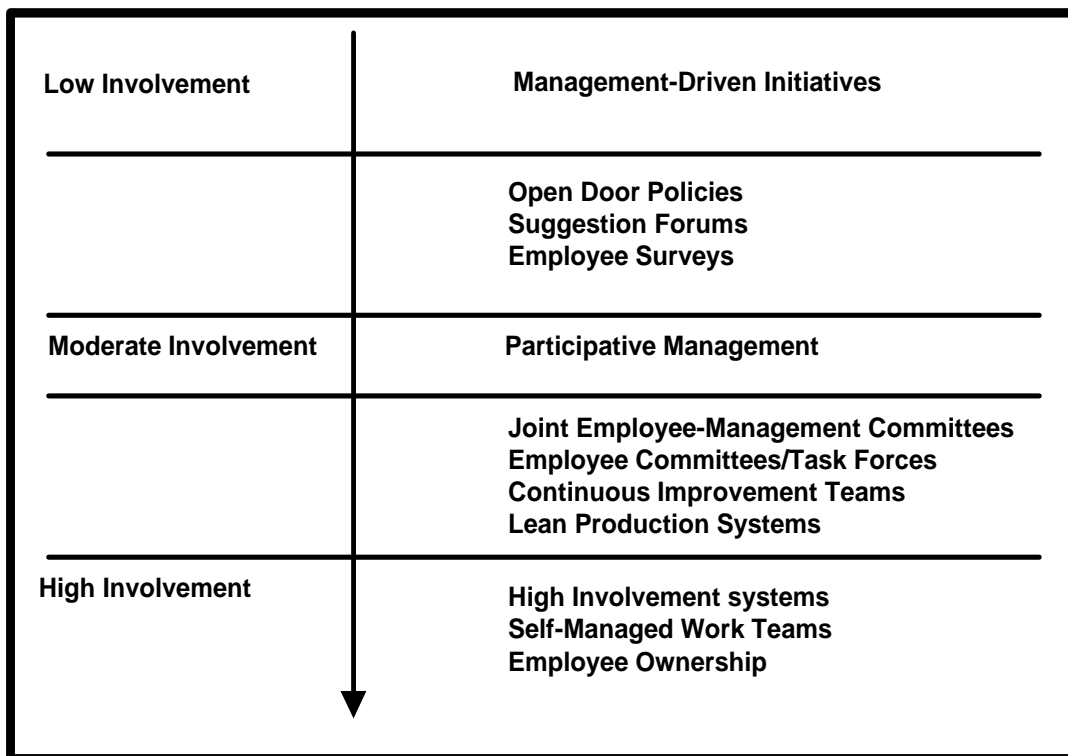 Low Involvement
Management-Driven Initiatives
Open Door Policies
Suggestion Forums
Employee Surveys
Moderate Involvement
Participative Management
Joint Employee-Management Committees
Employee Committees/Task Forces
Continuous Improvement Teams
Lean Production Systems
High Involvement
High Involvement systems
Self-Managed Work Teams
Employee Ownership